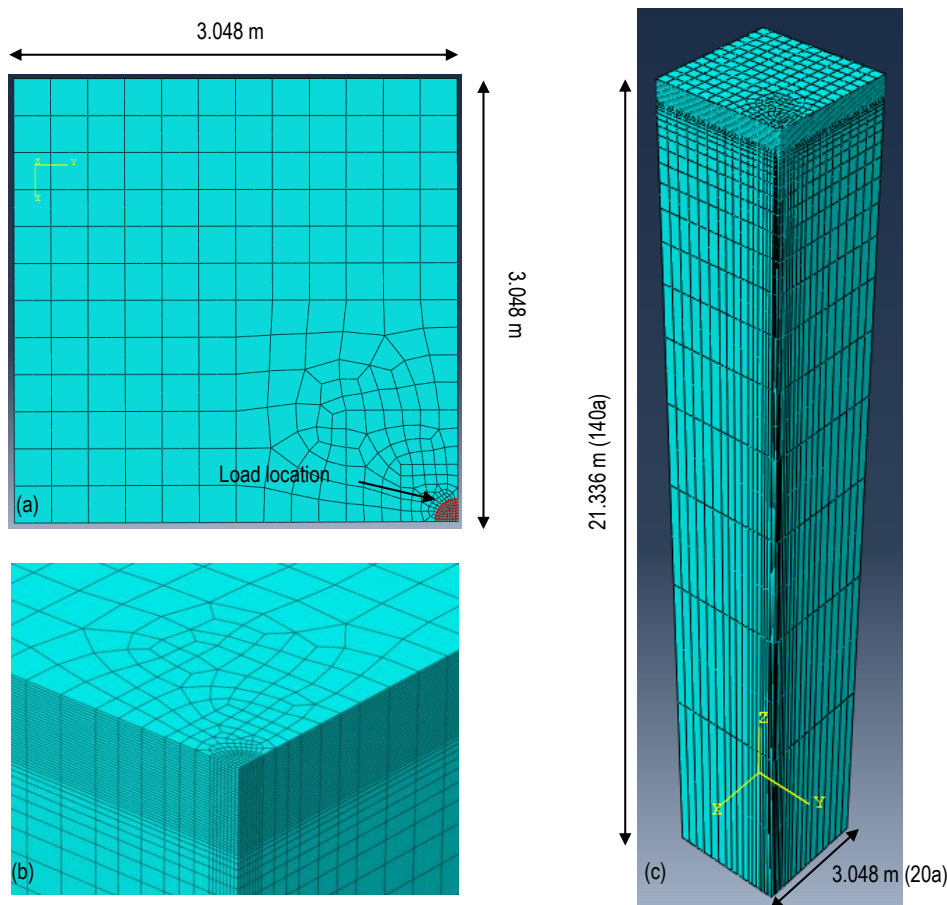 3.048 m
Z
Y
X
3.048 m
Load location
(a)
(b)
21.336 m (140a)
Z
X
Y
(c)
3.048 m (20a)